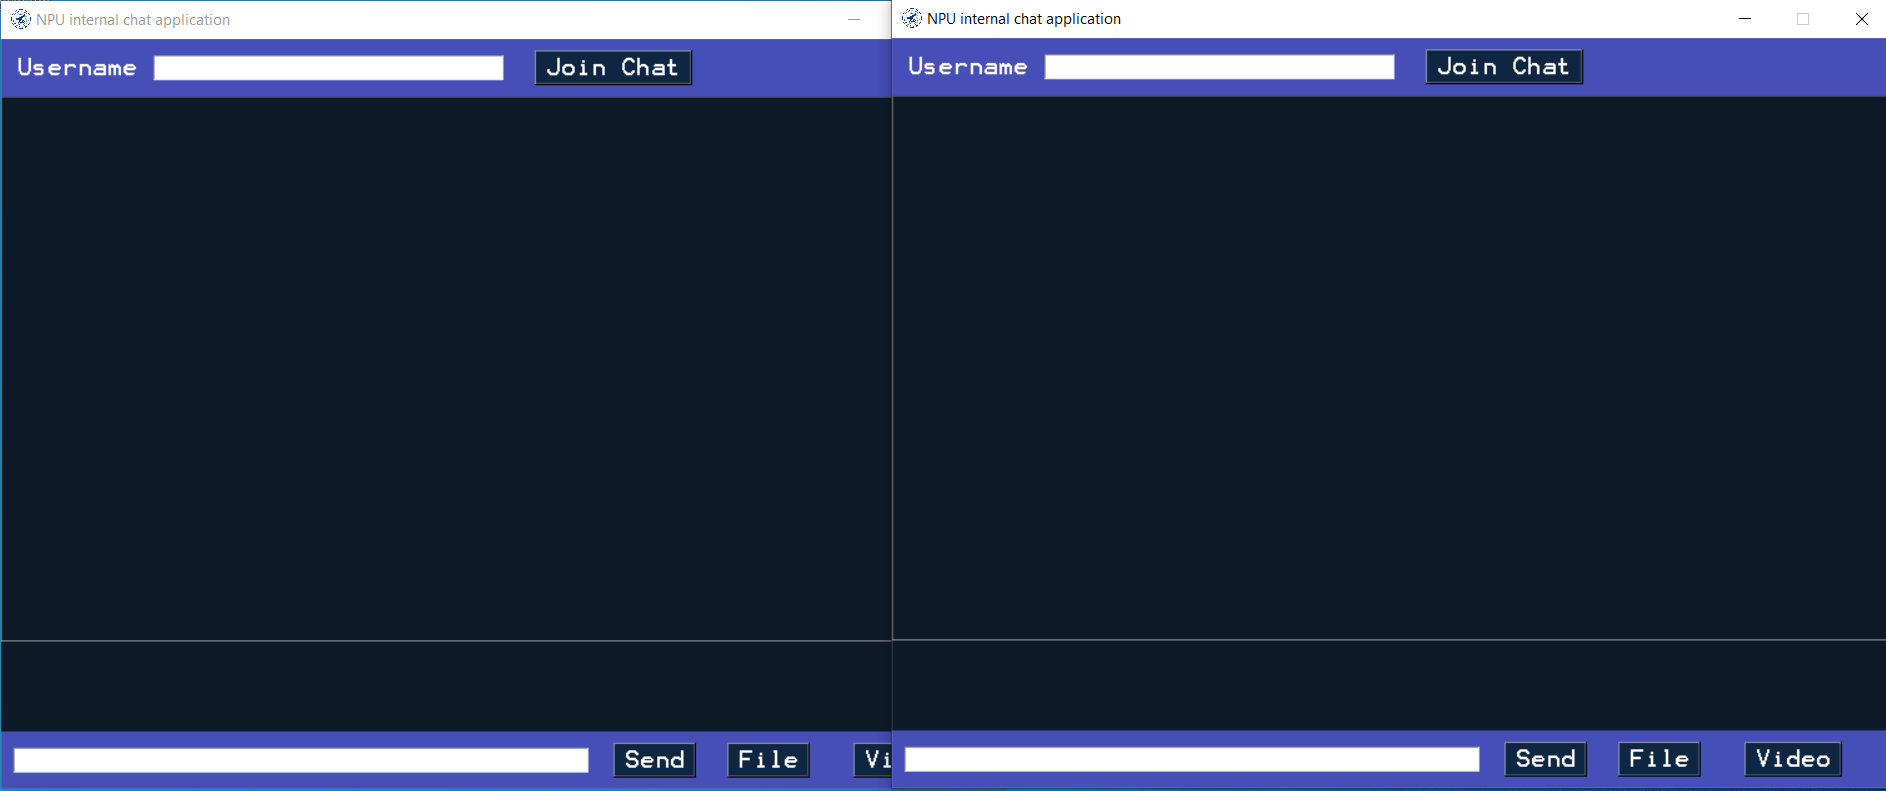 NPU internal chat application
Username Join Chat
Send File Vi
NPU internal chat application
Username Join Chat
Send File Video